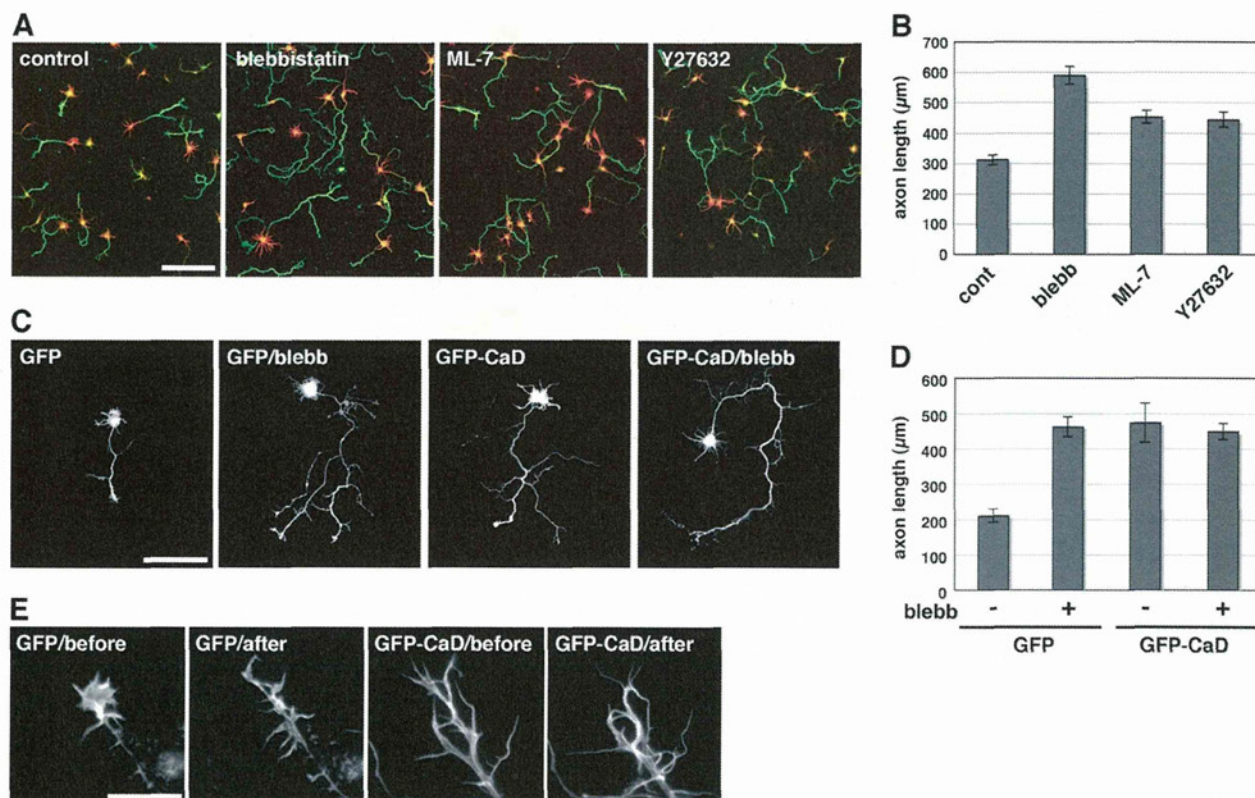 A
control
blebbistatin
ML-7
Y27632
B
700
600
500
400
300
200
100
0
axon length (µm)
cont
blebb
ML-7
Y27632
C
GFP
GFP/blebb
GFP-CaD
GFP-CaD/blebb
D
600
500
400
300
200
100
0
axon length (µm)
blebb - + - +
GFP GFP-CaD
E
GFP/before
GFP/after
GFP-CaD/before
GFP-CaD/after